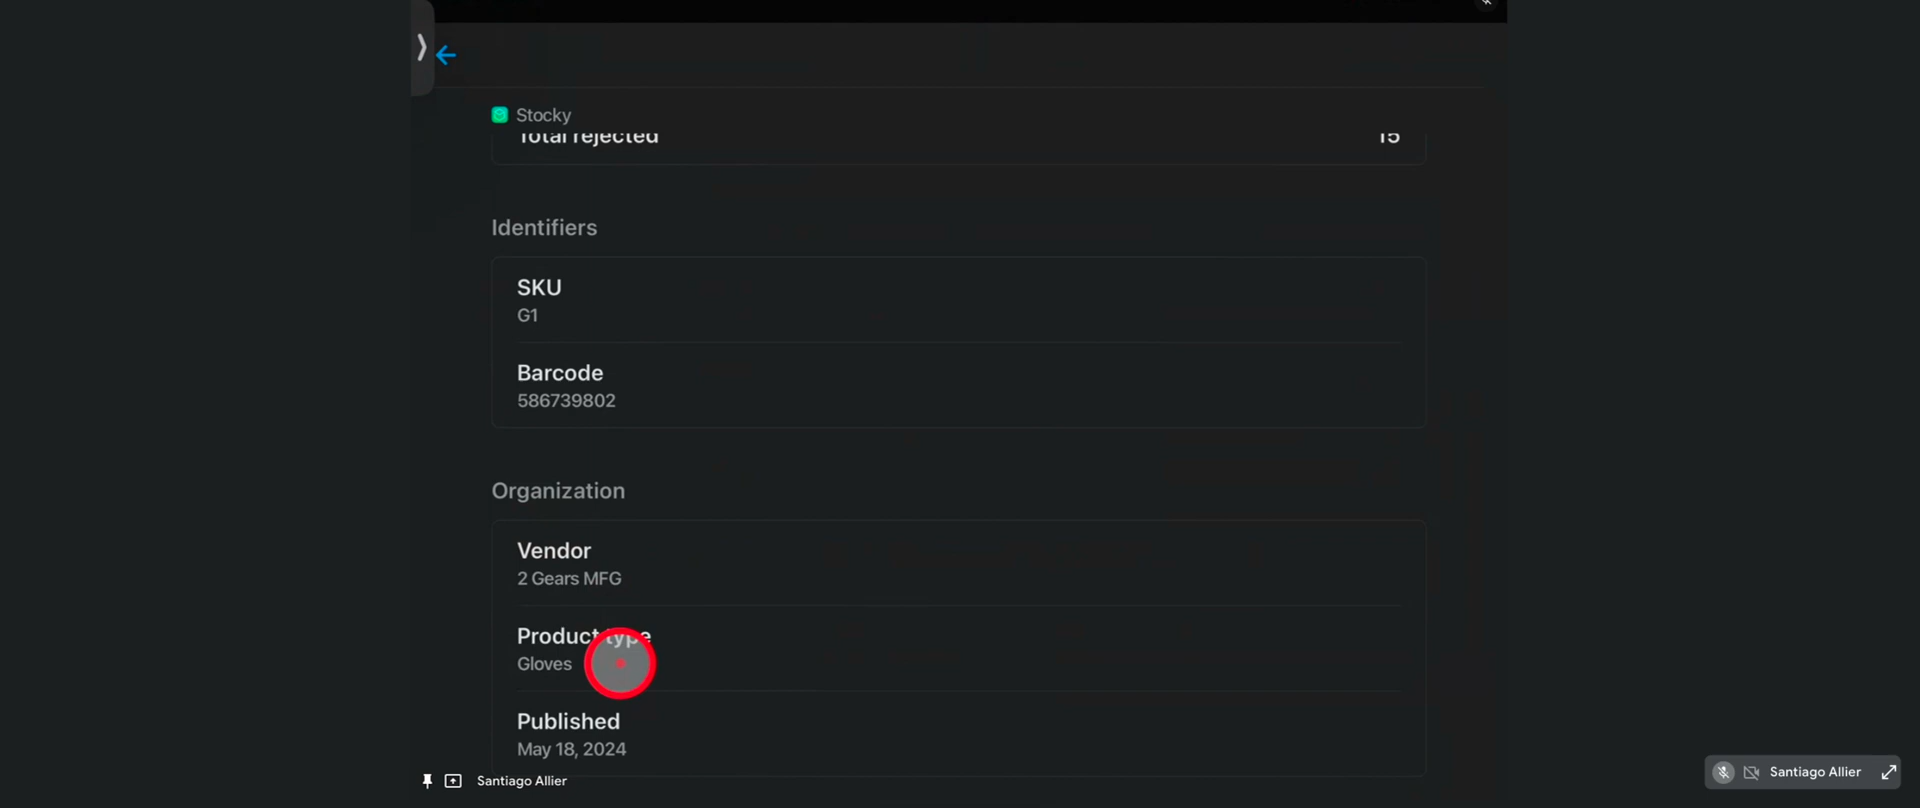 Stocky
Total rejected 15
Identifiers
SKU
G1
Barcode
586739802
Organization
Vendor
2 Gears MFG
Product type
Gloves
Published
May 18, 2024
Santiago Allier
Santiago Allier